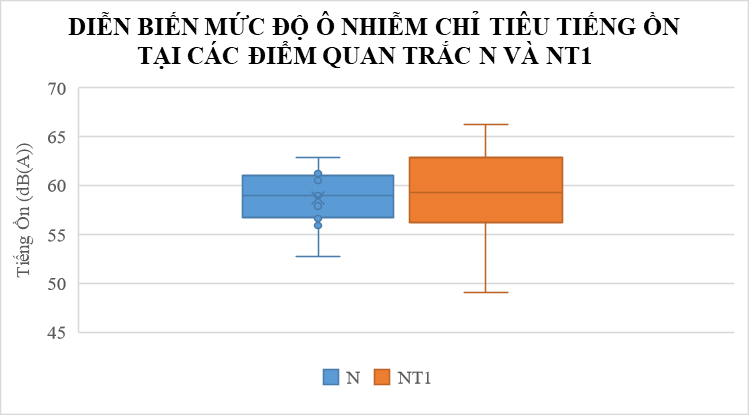 DIỄN BIẾN MỨC ĐỘ Ô NHIỄM CHỈ TIÊU TIẾNG ỒN
TẠI CÁC ĐIỂM QUAN TRẮC N VÀ NT1
70
65
60
55
50
45
Tiếng Ồn (dB(A))
N
NT1